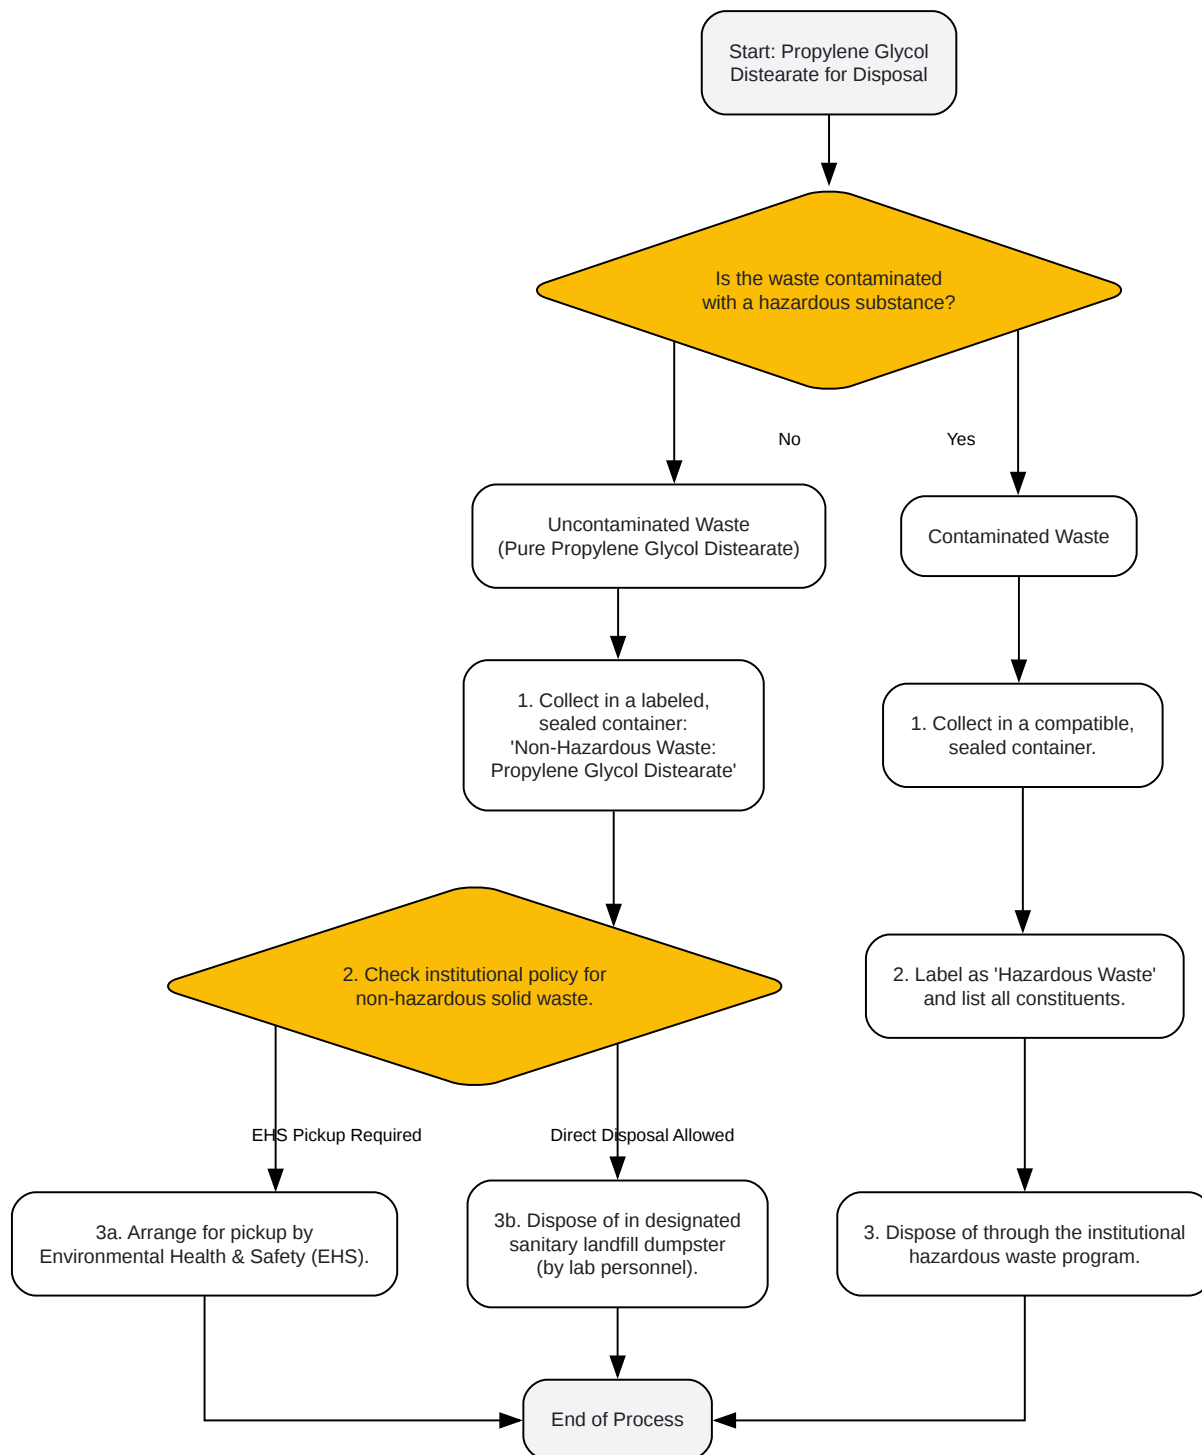 Start: Propylene Glycol
Distearate for Disposal
Is the waste contaminated
with a hazardous substance?
No
Yes
Uncontaminated Waste
(Pure Propylene Glycol Distearate)
Contaminated Waste
1. Collect in a labeled,
sealed container:
'Non-Hazardous Waste:
Propylene Glycol Distearate'
1. Collect in a compatible,
sealed container.
2. Check institutional policy for
non-hazardous solid waste.
2. Label as 'Hazardous Waste'
and list all constituents.
EHS Pickup Required
Direct Disposal Allowed
3a. Arrange for pickup by
Environmental Health & Safety (EHS).
3b. Dispose of in designated
sanitary landfill dumpster
(by lab personnel).
3. Dispose of through the institutional
hazardous waste program.
End of Process